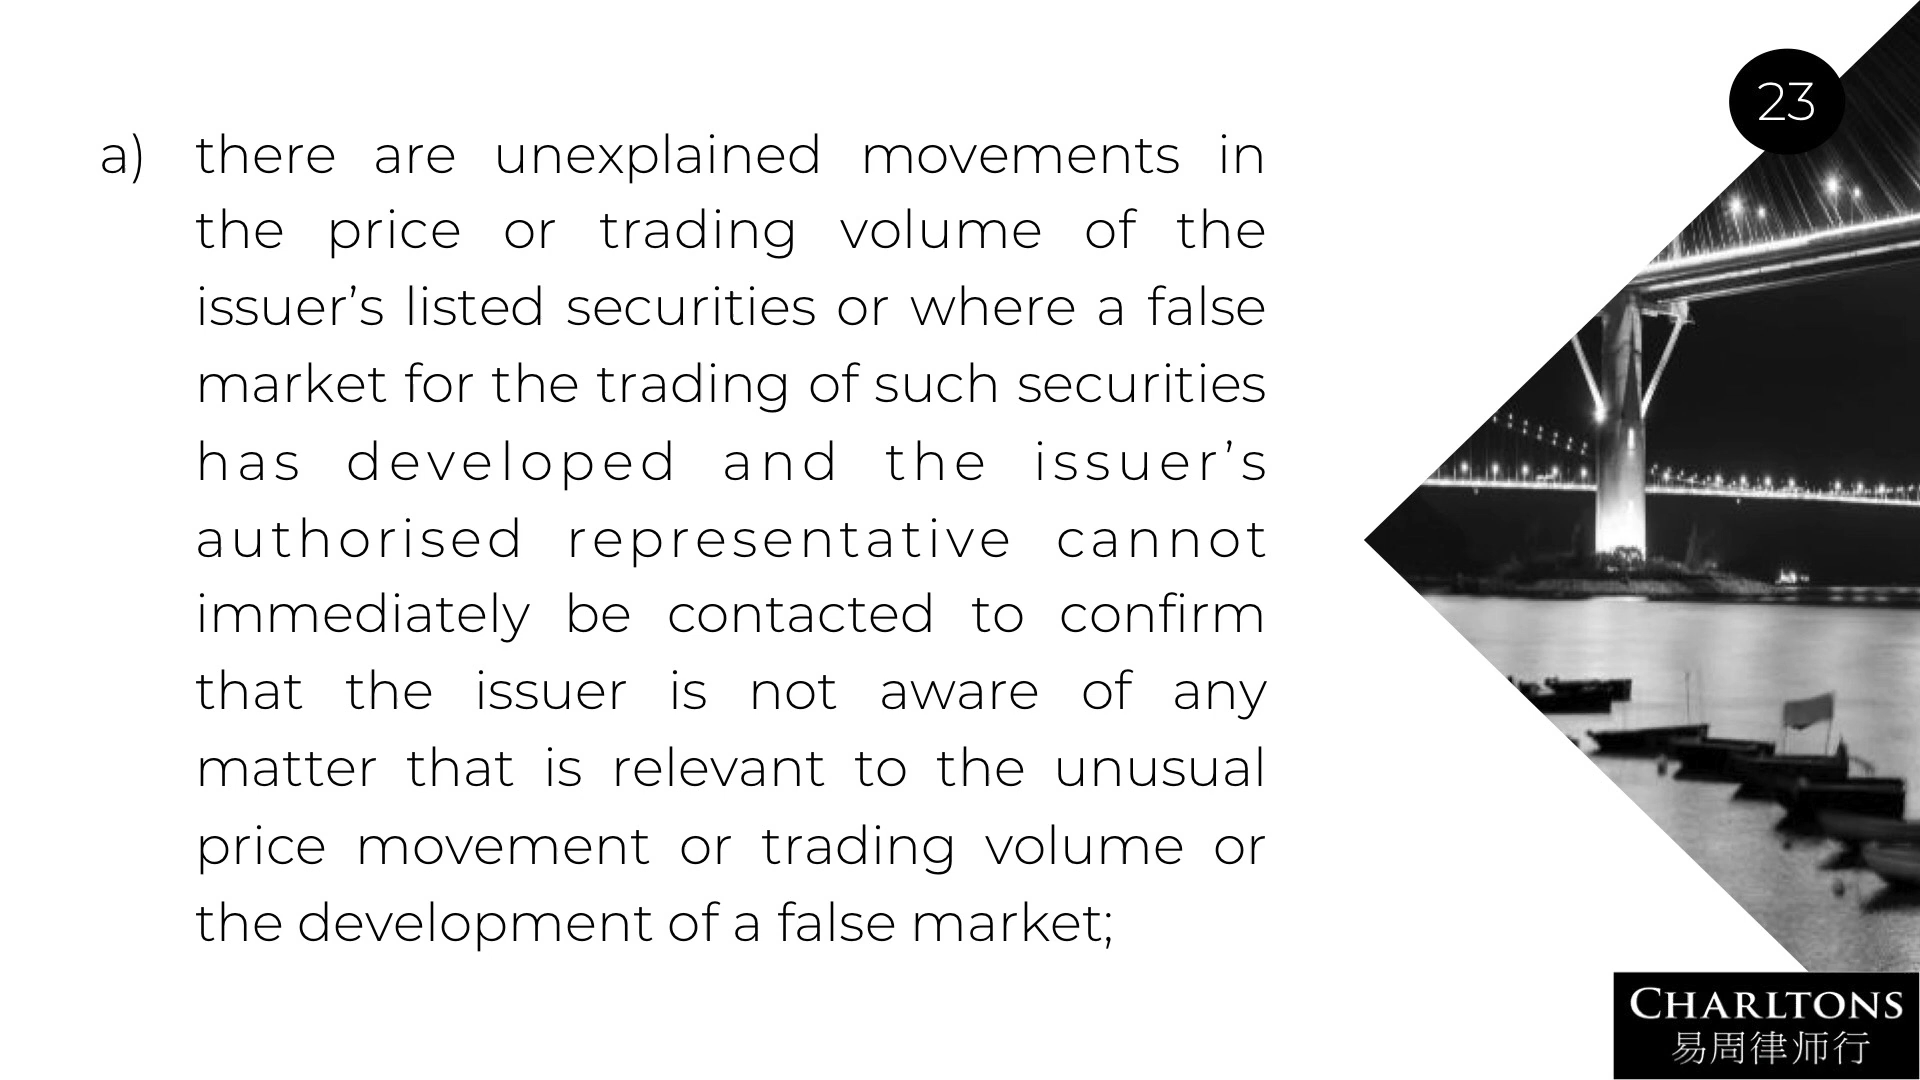 23
a) there are unexplained movements in
the price or trading volume of the
issuer’s listed securities or where a false
market for the trading of such securities
has developed and the issuer’s
authorised representative cannot
immediately be contacted to confirm
that the issuer is not aware of any
matter that is relevant to the unusual
price movement or trading volume or
the development of a false market;
CHARLTONS
易周律师行